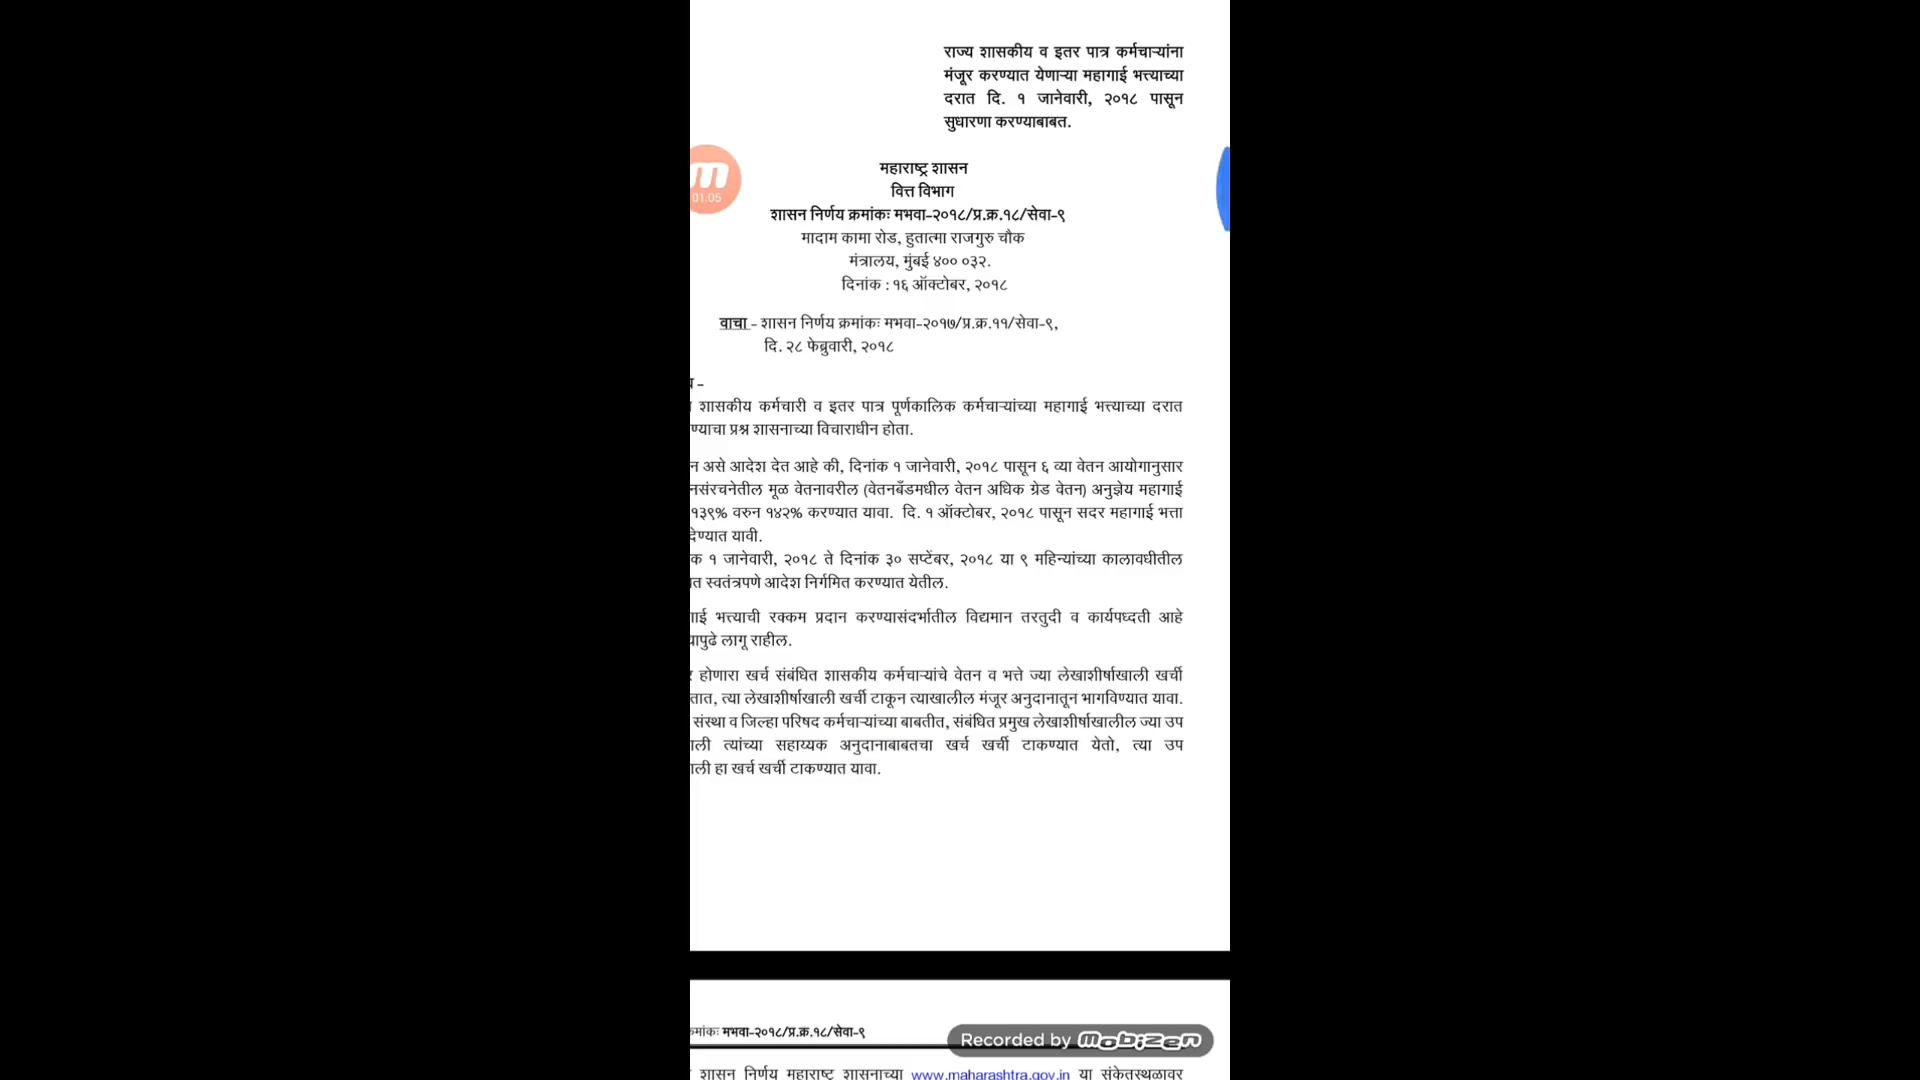 राज्य शासकीय व इतर पात्र कर्मचाऱ्यांना
मंजूर करण्यात येणाऱ्या महागाई भत्त्याच्या
दरात दि. १ जानेवारी, २०१८ पासून
सुधारणा करण्याबाबत.
महाराष्ट्र शासन
वित्त विभाग
शासन निर्णय क्रमांकः मभवा-२०१८/प्र.क्र.१८/सेवा-९
मादाम कामा रोड, हुतात्मा राजगुरु चौक
मंत्रालय, मुंबई ४०० ०३२.
दिनांक : १६ ऑक्टोबर, २०१८
01:05
वाचा - शासन निर्णय क्रमांकः मभवा-२०१७/प्र.क्र.११/सेवा-९,
दि. २८ फेब्रुवारी, २०१८
शासकीय कर्मचारी व इतर पात्र पूर्णकालिक कर्मचाऱ्यांच्या महागाई भत्त्याच्या दरात
ण्याचा प्रश्न शासनाच्या विचाराधीन होता.
न असे आदेश देत आहे की, दिनांक १ जानेवारी, २०१८ पासून ६ व्या वेतन आयोगानुसार
नसंरचनेतील मूळ वेतनावरील (वेतनबँडमधील वेतन अधिक ग्रेड वेतन) अनुज्ञेय महागाई
१३९% वरुन १४२% करण्यात यावा. दि. १ ऑक्टोबर, २०१८ पासून सदर महागाई भत्ता
देण्यात यावी.
क १ जानेवारी, २०१८ ते दिनांक ३० सप्टेंबर, २०१८ या ९ महिन्यांच्या कालावधीतील
त स्वतंत्रपणे आदेश निर्गमित करण्यात येतील.
गाई भत्त्याची रक्कम प्रदान करण्यासंदर्भातील विद्यमान तरतुदी व कार्यपध्दती आहे
यापुढे लागू राहील.
र होणारा खर्च संबंधित शासकीय कर्मचाऱ्यांचे वेतन व भत्ते ज्या लेखाशीर्षाखाली खर्ची
तात, त्या लेखाशीर्षाखाली खर्ची टाकून त्याखालील मंजूर अनुदानातून भागविण्यात यावा.
संस्था व जिल्हा परिषद कर्मचाऱ्यांच्या बाबतीत, संबंधित प्रमुख लेखाशीर्षाखालील ज्या उप
ाली त्यांच्या सहाय्यक अनुदानाबाबतचा खर्च खर्ची टाकण्यात येतो, त्या उप
ाली हा खर्च खर्ची टाकण्यात यावा.
क्रमांकः मभवा-२०१८/प्र.क्र.१८/सेवा-९
Recorded by mobizen
शासन निर्णय महाराष्ट्र शासनाच्या www.maharashtra.gov.in या संकेतस्थळावर